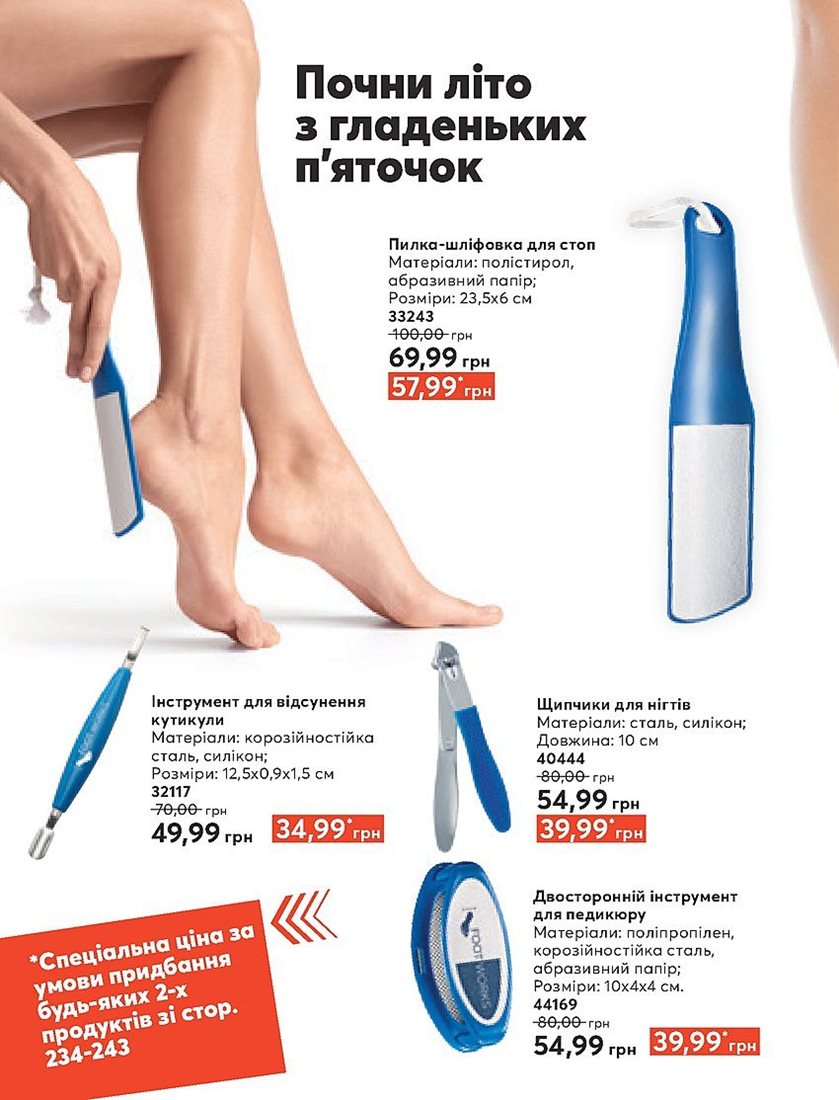 Почни літо
з гладеньких
п'яточок
Пилка-шліфовка для стоп
Матеріали: полістирол,
абразивний папір;
Розміри: 23,5х6 см
33243
100,00 грн
69,99 грн
57,99* грн
Інструмент для відсунення
кутикули
Матеріали: корозійностійка
сталь, силікон;
Розміри: 12,5х0,9х1,5 см
32117
70,00 грн
49,99 грн
34,99* грн
Щипчики для нігтів
Матеріали: сталь, силікон;
Довжина: 10 см
40444
80,00 грн
54,99 грн
39,99* грн
Двосторонній інструмент
для педикюру
Матеріали: поліпропілен,
корозійностійка сталь,
абразивний папір;
Розміри: 10х4х4 см.
44169
80,00 грн
54,99 грн
39,99* грн
FOOT WORKS
FOOT WORKS
*Спеціальна ціна за
умови придбання
будь-яких 2-х
продуктів зі стор.
234-243